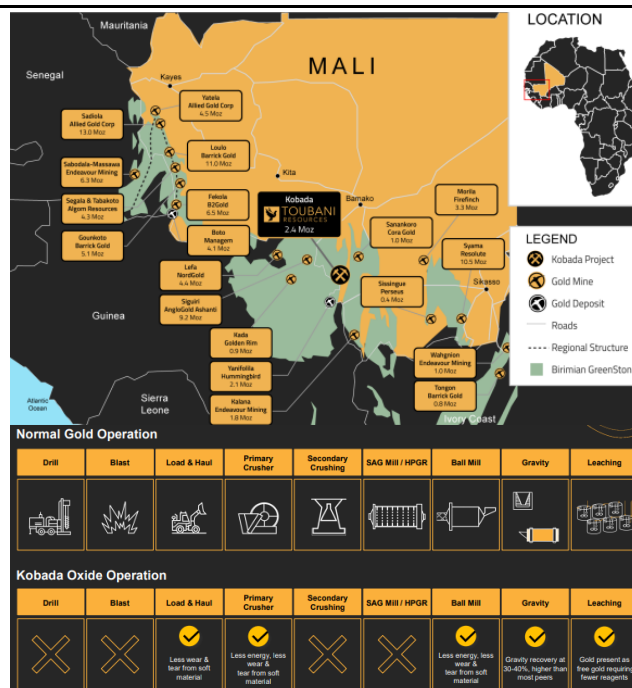 LOCATION
Mauritania
MALI
Senegal
Kayes
Yatela
Allied Gold Corp
4.5 Moz
Sadiola
Allied Gold Corp
13.0 Moz
Loulo
Barrick Gold
11.0 Moz
Sabodala-Massawa
Endeavour Mining
6.3 Moz
Kita
Fekola
B2Gold
6.5 Moz
Kobada
TOUBANI
RESOURCES
2.4 Moz
Bamako
Morila
Firefinch
3.3 Moz
Segala & Tabakoto
Algom Resources
4.3 Moz
Boto
Managem
4.1 Moz
Sanankoro
Cora Gold
1.0 Moz
Gounkoto
Barrick Gold
5.1 Moz
Syama
Resolute
10.5 Moz
Lefa
NordGold
4.4 Moz
Sissingue
Perseus
0.4 Moz
Sikasso
Siguiri
AngloGold Ashanti
9.2 Moz
Guinea
Kada
Golden Rim
0.9 Moz
Wahgnion
Endeavour Mining
1.0 Moz
Yanfolila
Hummingbird
2.1 Moz
Tongon
Barrick Gold
0.8 Moz
Kalana
Endeavour Mining
1.8 Moz
Atlantic
Ocean
Sierra
Leone
Ivory Coast
LEGEND
Kobada Project
Gold Mine
Gold Deposit
Roads
Regional Structure
Birimian GreenSton
Normal Gold Operation
Drill Blast Load & Haul Primary Crusher Secondary Crushing SAG Mill / HPGR Ball Mill Gravity Leaching
Kobada Oxide Operation
Drill Blast Load & Haul Primary Crusher Secondary Crushing SAG Mill / HPGR Ball Mill Gravity Leaching
Less wear &
tear from soft
material
Less energy, less
wear &
tear from soft
material
Less energy, less
wear &
tear from soft
material
Gravity recovery at
30-40%, higher than
most peers
Gold present as
free gold requiring
fewer reagents